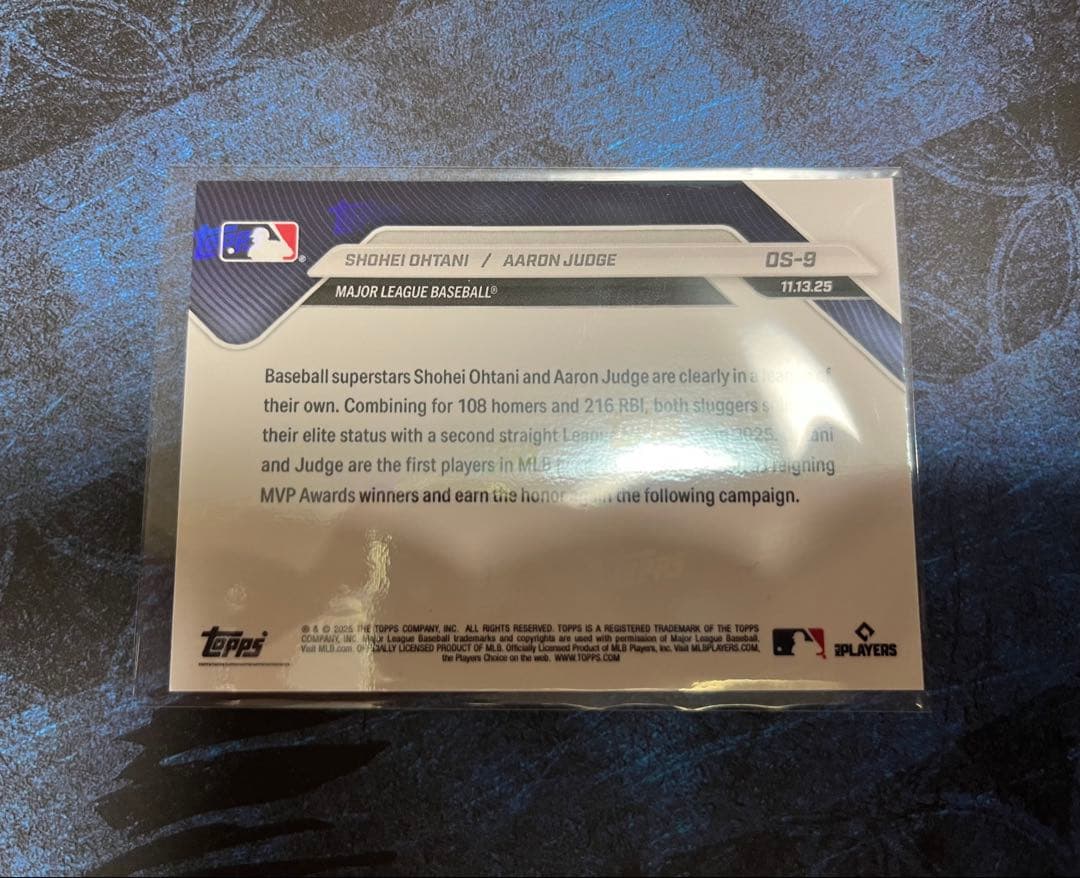 SHOHEI OHTANI / AARON JUDGE OS-9
MAJOR LEAGUE BASEBALL® 11.13.25
Baseball superstars Shohei Ohtani and Aaron Judge are clearly in a of
their own. Combining for 108 homers and 216 RBI, both sluggers
their elite status with a second straight League 2025.
and Judge are the first players in MLB reigning
MVP Awards winners and earn the honor the following campaign.
topps
® & © 2025 THE TOPPS COMPANY, INC. ALL RIGHTS RESERVED. TOPPS IS A REGISTERED TRADEMARK OF THE TOPPS
COMPANY, INC. Major League Baseball trademarks and copyrights are used with permission of Major League Baseball.
Visit MLB.com. OFFICIALLY LICENSED PRODUCT OF MLB Players, Inc. Visit MLBPLAYERS.COM,
the Players Choice on the web. WWW.TOPPS.COM
PLAYERS